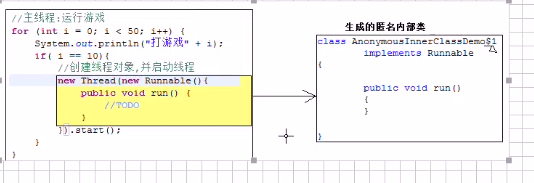 //主线程:运行游戏
for (int i = 0; i < 50; i++) {
System.out.println("打游戏" + i);
if( i == 10){
//创建线程对象,并启动线程
new Thread(new Runnable(){
public void run() {
//TODO
}
}).start();
}
}
生成的匿名内部类
class AnonymousInnerClassDemo$1
implements Runnable
{
public void run()
{
}
}